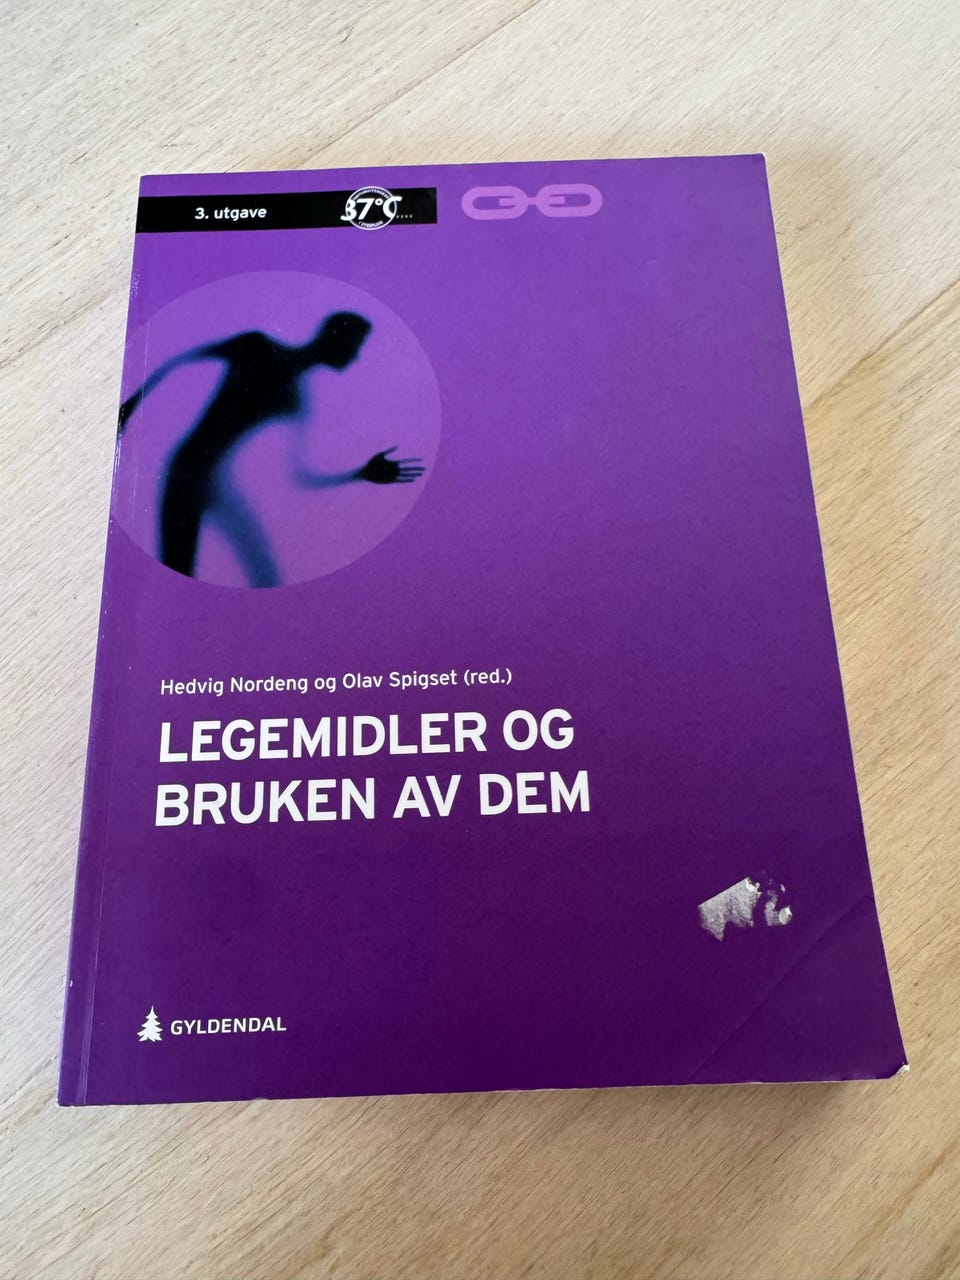 3. utgave
37°C
Hedvig Nordeng og Olav Spigset (red.)
LEGEMIDLER OG
BRUKEN AV DEM
GYLDENDAL